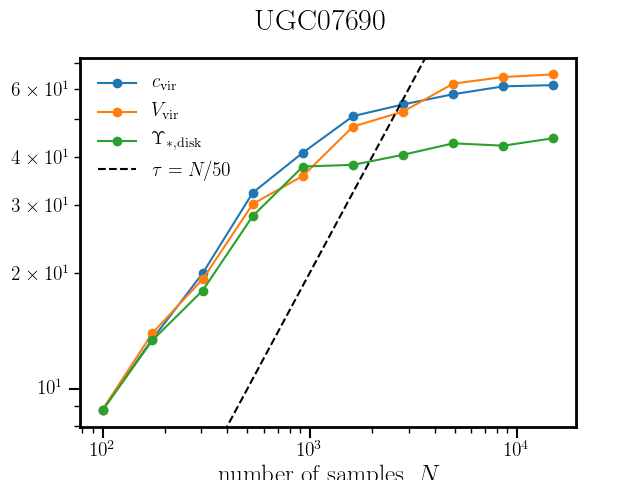 UGC07690
c_vir
V_vir
Υ_*,disk
τ = N/50
6 × 10^1
4 × 10^1
3 × 10^1
2 × 10^1
10^1
10^2 10^3 10^4
number of samples, N